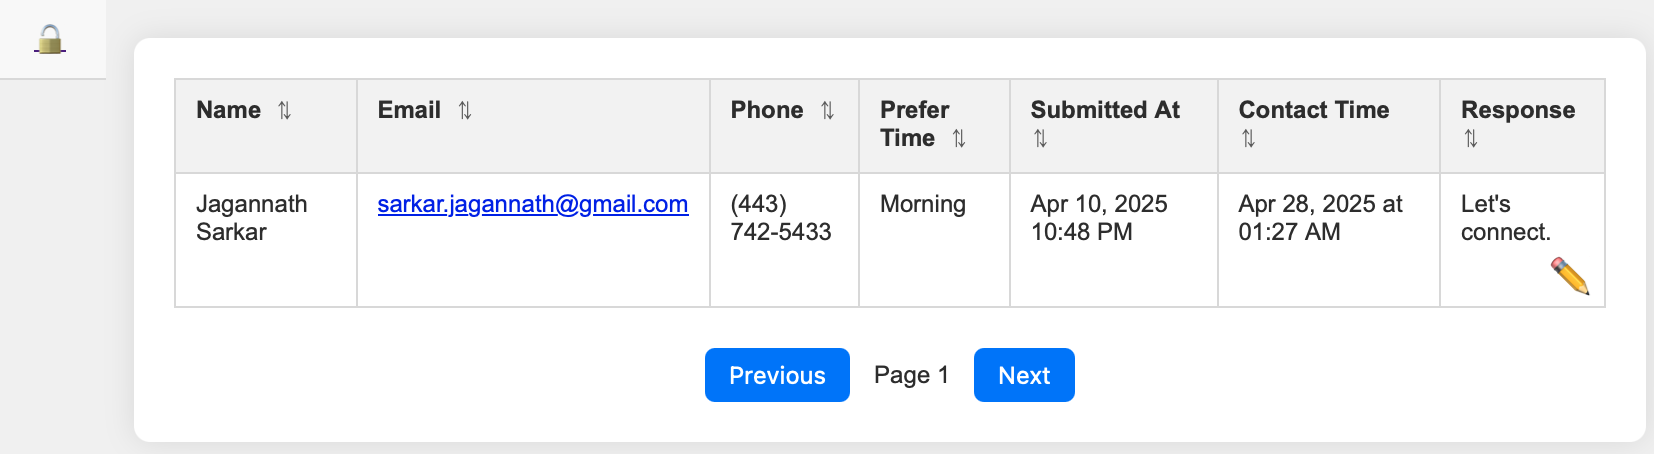 Name ⇅ Email ⇅ Phone ⇅ Prefer Time ⇅ Submitted At ⇅ Contact Time ⇅ Response ⇅
Jagannath Sarkar sarkar.jagannath@gmail.com (443) 742-5433 Morning Apr 10, 2025 10:48 PM Apr 28, 2025 at 01:27 AM Let's connect.
Previous Page 1 Next